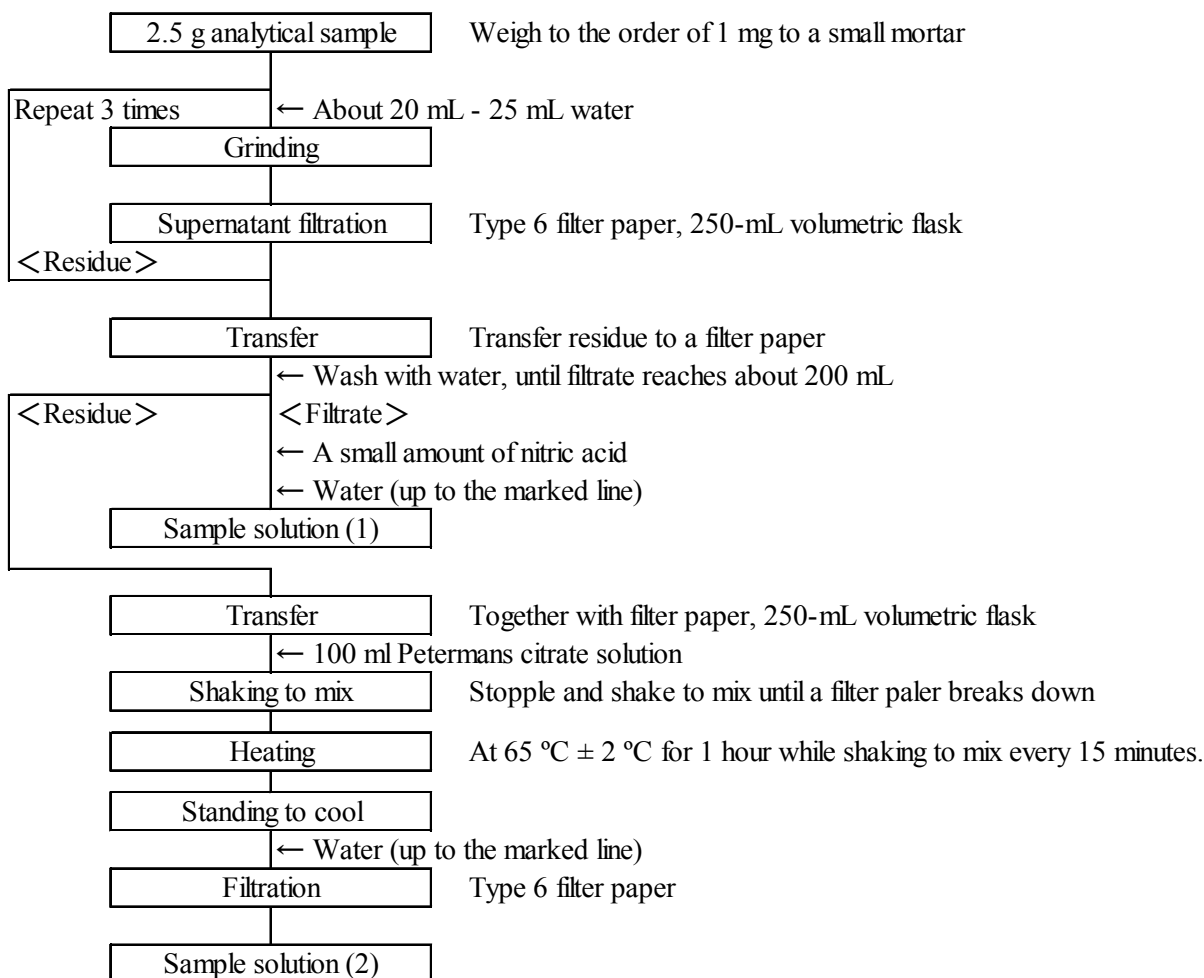 2.5 g analytical sample Weigh to the order of 1 mg to a small mortar
Repeat 3 times ← About 20 mL - 25 mL water
Grinding
Supernatant filtration Type 6 filter paper, 250-mL volumetric flask
<Residue>
Transfer Transfer residue to a filter paper
← Wash with water, until filtrate reaches about 200 mL
<Residue> <Filtrate>
← A small amount of nitric acid
← Water (up to the marked line)
Sample solution (1)
Transfer Together with filter paper, 250-mL volumetric flask
← 100 ml Petermans citrate solution
Shaking to mix Stopple and shake to mix until a filter paler breaks down
Heating At 65 ºC ± 2 ºC for 1 hour while shaking to mix every 15 minutes.
Standing to cool
← Water (up to the marked line)
Filtration Type 6 filter paper
Sample solution (2)